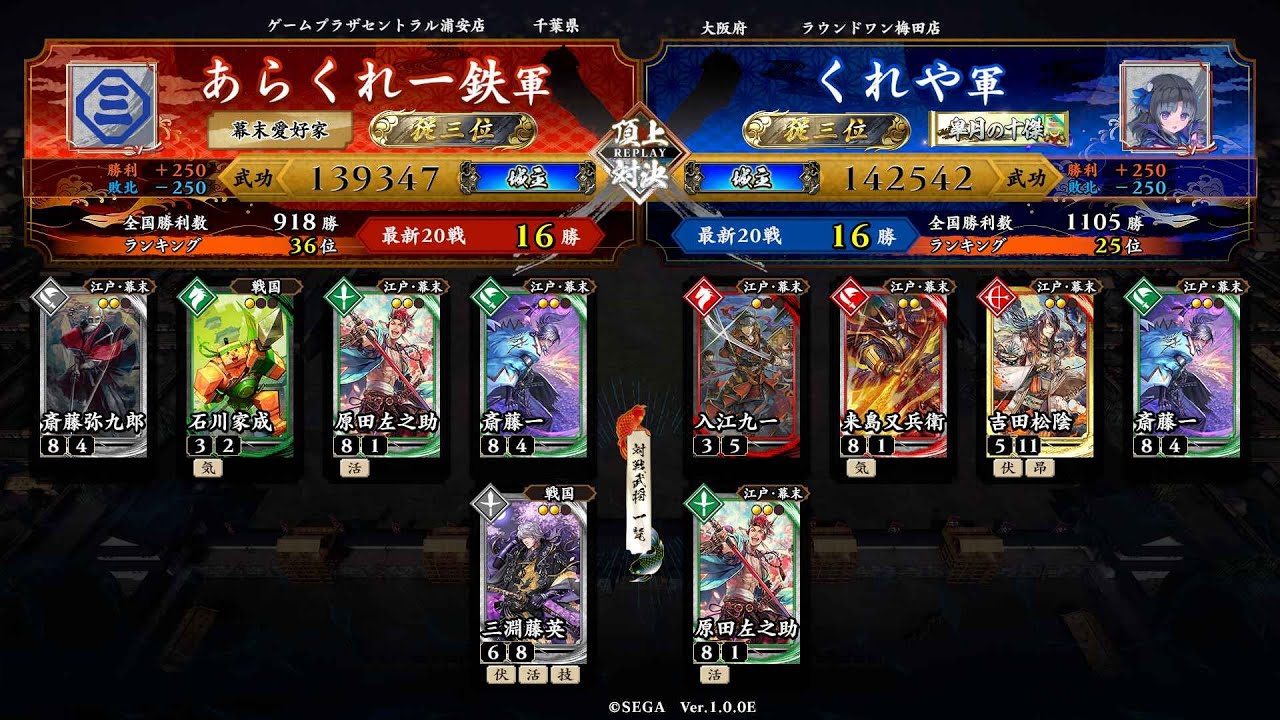 ゲームプラザセントラル浦安店 千葉県
大阪府 ラウンドワン梅田店
あらくれ一鉄軍
幕末愛好家
従三位
勝利 +250
敗北 -250
武功 139347 城主
全国勝利数 918勝
ランキング 36位
最新20戦 16勝
頂上
REPLAY
対決
くれや軍
従三位
皐月の十傑
城主 142542 武功
勝利 +250
敗北 -250
最新20戦 16勝
全国勝利数 1105勝
ランキング 25位
江戸・幕末
斎藤弥九郎
8 4
戦国
石川家成
3 2
気
江戸・幕末
原田左之助
8 1
活
江戸・幕末
斎藤一
8 4
戦国
三淵藤英
6 8
伏 活 技
対戦武将一覧
江戸・幕末
入江九一
3 5
江戸・幕末
来島又兵衛
8 1
気
江戸・幕末
吉田松陰
5 11
伏 昂
江戸・幕末
斎藤一
8 4
江戸・幕末
原田左之助
8 1
活
©SEGA Ver.1.0.0E